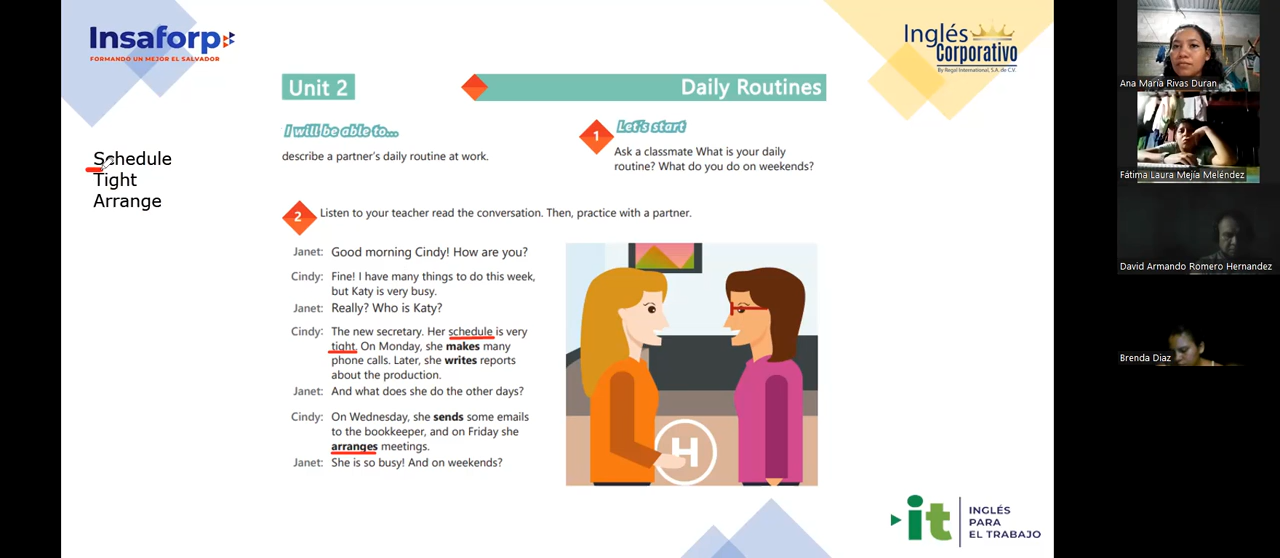 Insaforp
FORMANDO UN MEJOR EL SALVADOR
Inglés
Corporativo
By Regal International, S.A. de C.V.
Unit 2
Daily Routines
I will be able to...
describe a partner's daily routine at work.
1
Let's start
Ask a classmate What is your daily
routine? What do you do on weekends?
Schedule
Tight
Arrange
2
Listen to your teacher read the conversation. Then, practice with a partner.
Janet: Good morning Cindy! How are you?
Cindy: Fine! I have many things to do this week,
but Katy is very busy.
Janet: Really? Who is Katy?
Cindy: The new secretary. Her schedule is very
tight. On Monday, she makes many
phone calls. Later, she writes reports
about the production.
Janet: And what does she do the other days?
Cindy: On Wednesday, she sends some emails
to the bookkeeper, and on Friday she
arranges meetings.
Janet: She is so busy! And on weekends?
H
it
INGLÉS
PARA
EL TRABAJO
Ana María Rivas Duran
Fátima Laura Mejía Meléndez
David Armando Romero Hernandez
Brenda Diaz